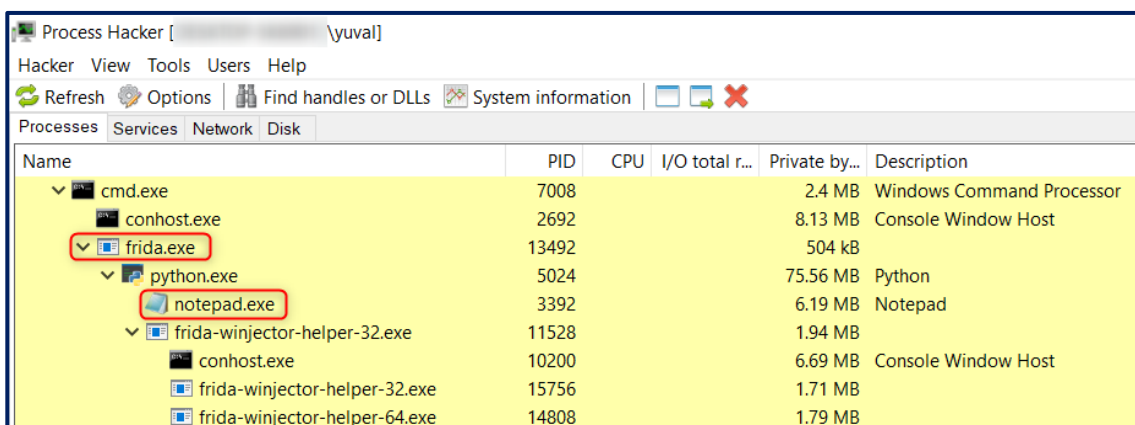 Process Hacker [ \yuval]
Hacker View Tools Users Help
Refresh Options Find handles or DLLs System information
Processes Services Network Disk
Name PID CPU I/O total r... Private by... Description
cmd.exe 7008 2.4 MB Windows Command Processor
conhost.exe 2692 8.13 MB Console Window Host
frida.exe 13492 504 kB
python.exe 5024 75.56 MB Python
notepad.exe 3392 6.19 MB Notepad
frida-winjector-helper-32.exe 11528 1.94 MB
conhost.exe 10200 6.69 MB Console Window Host
frida-winjector-helper-32.exe 15756 1.71 MB
frida-winjector-helper-64.exe 14808 1.79 MB